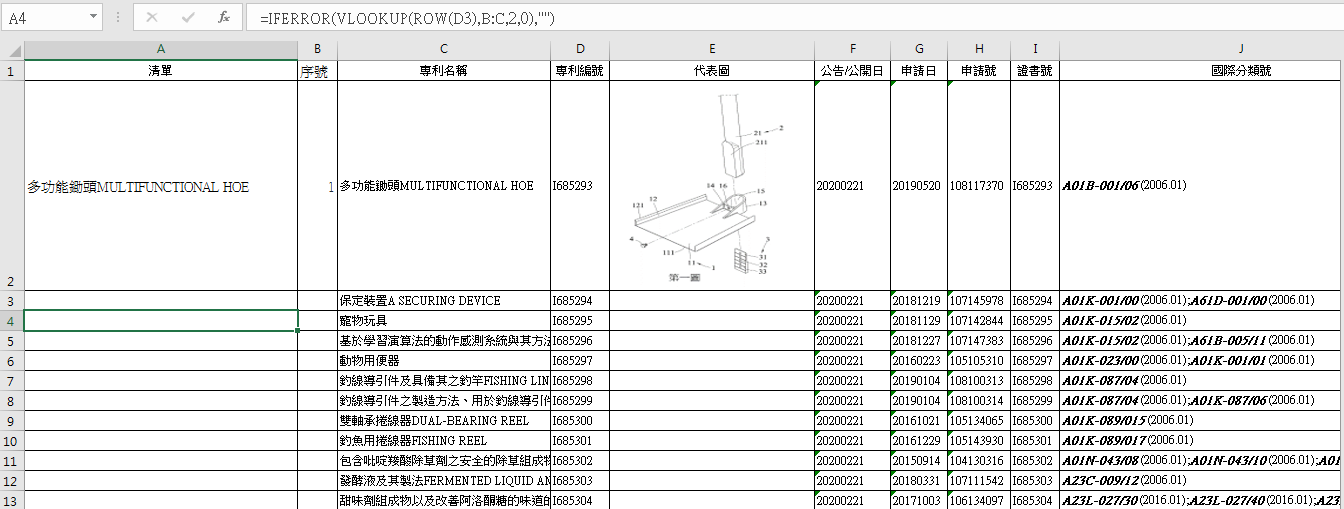 A4 fx =IFERROR(VLOOKUP(ROW(D3),B:C,2,0),"")
A B C D E F G H I J
1 清單 序號 專利名稱 專利編號 代表圖 公告/公開日 申請日 申請號 證書號 國際分類號
2 多功能鋤頭MULTIFUNCTIONAL HOE 1 多功能鋤頭MULTIFUNCTIONAL HOE I685293 20200221 20190520 108117370 I685293 A01B-001/06(2006.01)
21 2
211
14 16 15
12 13
121
4 3
111 31
11 1 32
33
第一圖
3 保定裝置A SECURING DEVICE I685294 20200221 20181219 107145978 I685294 A01K-001/00(2006.01);A61D-001/00(2006.01)
4 寵物玩具 I685295 20200221 20181129 107142844 I685295 A01K-015/02(2006.01)
5 基於學習演算法的動作感測系統與其方法 I685296 20200221 20181227 107147383 I685296 A01K-015/02(2006.01);A61B-005/11(2006.01)
6 動物用便器 I685297 20200221 20160223 105105310 I685297 A01K-023/00(2006.01);A01K-001/01(2006.01)
7 釣線導引件及具備其之釣竿FISHING LIN I685298 20200221 20190104 108100313 I685298 A01K-087/04(2006.01)
8 釣線導引件之製造方法、用於釣線導引件 I685299 20200221 20190104 108100314 I685299 A01K-087/04(2006.01);A01K-087/06(2006.01)
9 雙軸承捲線器DUAL-BEARING REEL I685300 20200221 20161021 105134065 I685300 A01K-089/015(2006.01)
10 釣魚用捲線器FISHING REEL I685301 20200221 20161229 105143930 I685301 A01K-089/017(2006.01)
11 包含吡啶羧酸除草劑之安全的除草組成物 I685302 20200221 20150914 104130316 I685302 A01N-043/08(2006.01);A01N-043/10(2006.01);A01
12 發酵液及其製法FERMENTED LIQUID AN I685303 20200221 20180331 107111542 I685303 A23C-009/12(2006.01)
13 甜味劑組成物以及改善阿洛酮糖的味道的 I685304 20200221 20171003 106134097 I685304 A23L-027/30(2016.01);A23L-027/40(2016.01);A23